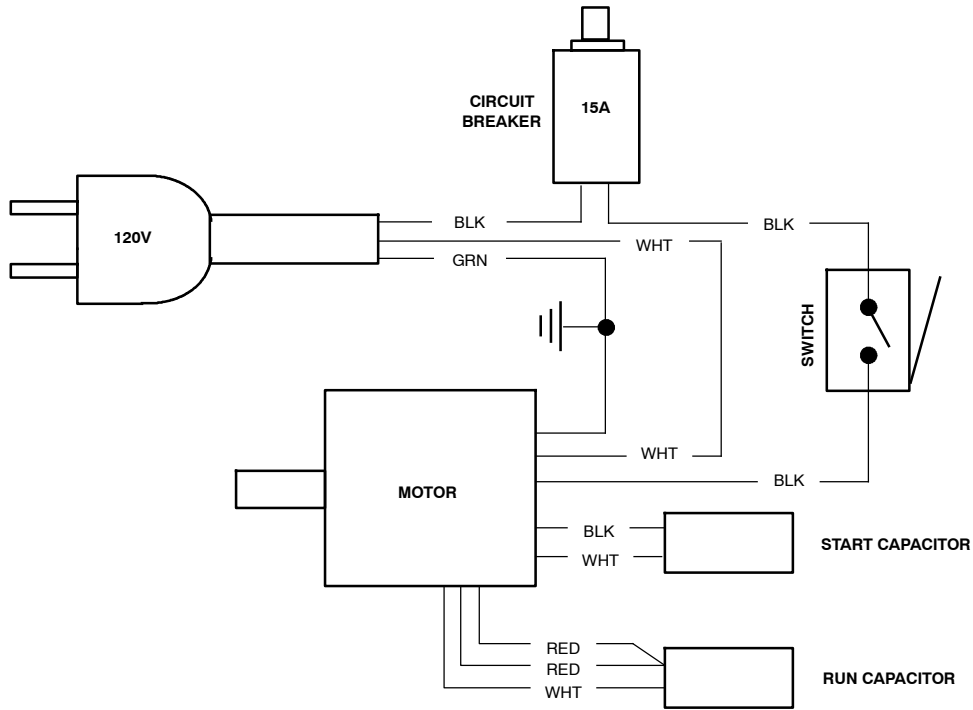 CIRCUIT
BREAKER
15A
120V
BLK
BLK
WHT
GRN
SWITCH
WHT
BLK
MOTOR
BLK
WHT
START CAPACITOR
RED
RED
WHT
RUN CAPACITOR